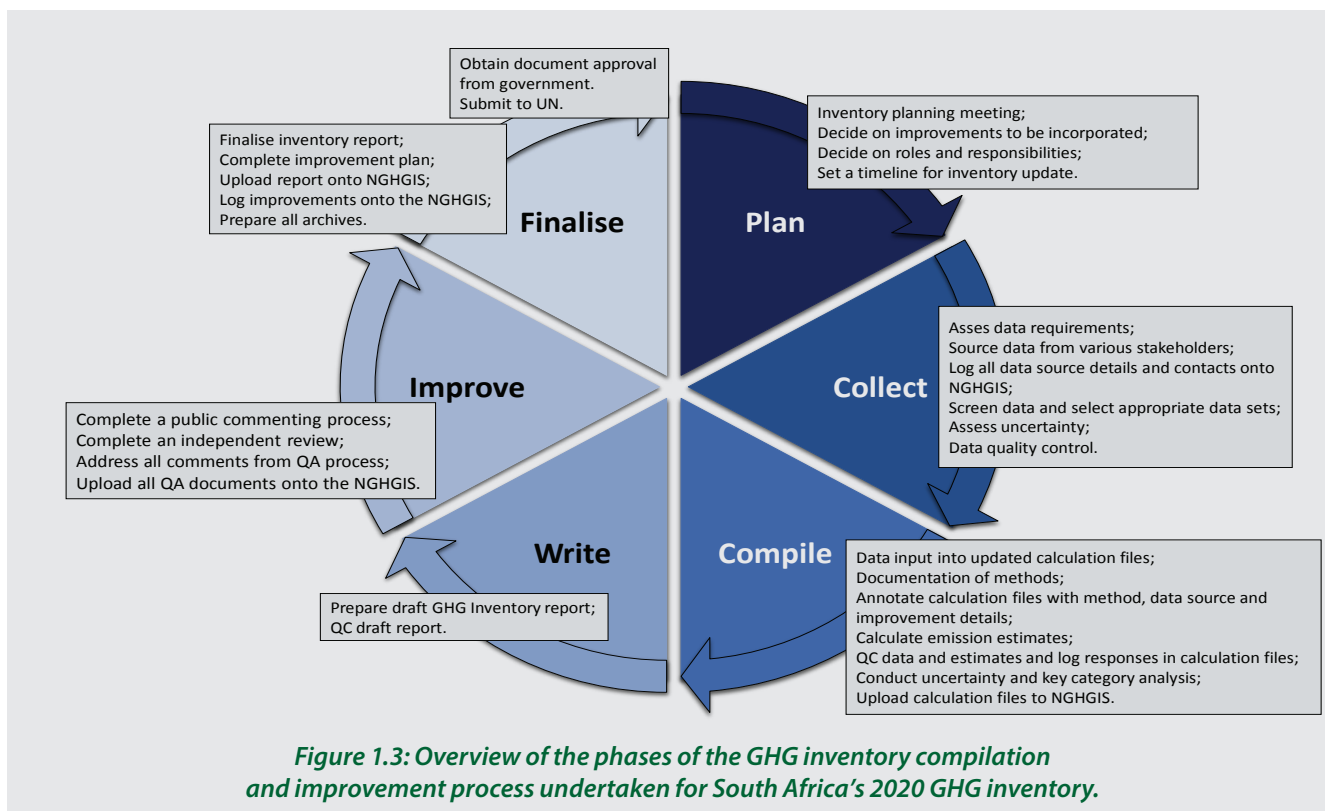 Obtain document approval
from government.
Submit to UN.
Inventory planning meeting;
Decide on improvements to be incorporated;
Decide on roles and responsibilities;
Set a timeline for inventory update.
Finalise inventory report;
Complete improvement plan;
Upload report onto NGHGIS;
Log improvements onto the NGHGIS;
Prepare all archives.
Finalise
Plan
Asses data requirements;
Source data from various stakeholders;
Log all data source details and contacts onto
NGHGIS;
Screen data and select appropriate data sets;
Assess uncertainty;
Data quality control.
Improve
Collect
Complete a public commenting process;
Complete an independent review;
Address all comments from QA process;
Upload all QA documents onto the NGHGIS.
Write
Compile
Data input into updated calculation files;
Documentation of methods;
Annotate calculation files with method, data source and
improvement details;
Calculate emission estimates;
QC data and estimates and log responses in calculation files;
Conduct uncertainty and key category analysis;
Upload calculation files to NGHGIS.
Prepare draft GHG Inventory report;
QC draft report.
Figure 1.3: Overview of the phases of the GHG inventory compilation
and improvement process undertaken for South Africa's 2020 GHG inventory.